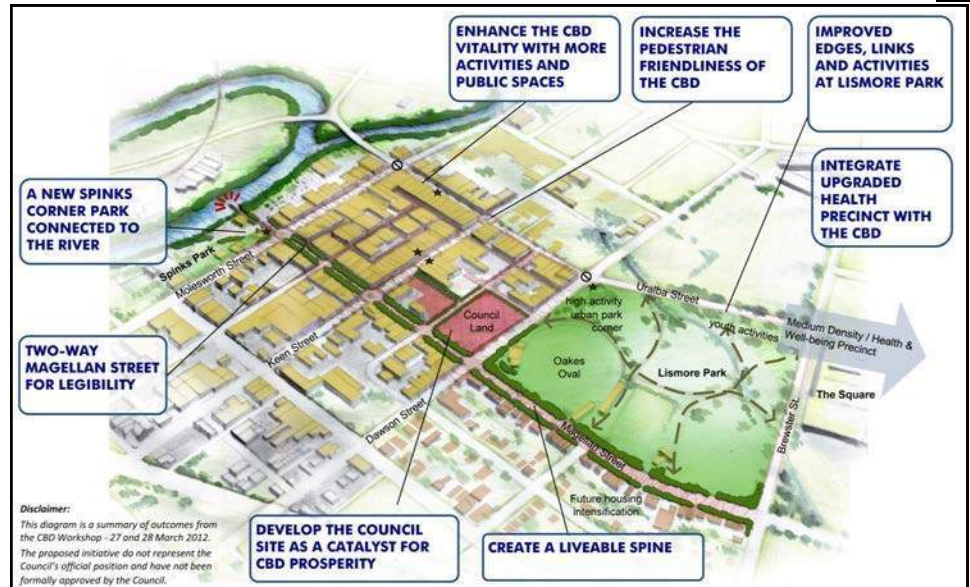 ENHANCE THE CBD
VITALITY WITH MORE
ACTIVITIES AND
PUBLIC SPACES
INCREASE THE
PEDESTRIAN
FRIENDLINESS OF
THE CBD
IMPROVED
EDGES, LINKS
AND ACTIVITIES
AT LISMORE PARK
INTEGRATE
UPGRADED
HEALTH
PRECINCT WITH
THE CBD
A NEW SPINKS
CORNER PARK
CONNECTED TO
THE RIVER
Spinks Park
Molesworth Street
Uralba Street
high activity
urban park
corner
Council
Land
youth activities
Medium Density / Health &
Well-being Precinct
Keen Street
TWO-WAY
MAGELLAN STREET
FOR LEGIBILITY
Oakes
Oval
Lismore Park
The Square
Dawson Street
Magellan Street
Brewster St.
Future housing
intensification
Disclaimer:
This diagram is a summary of outcomes from
the CBD Workshop - 27 and 28 March 2012.
The proposed initiative do not represent the
Council's official position and have not been
formally approved by the Council.
DEVELOP THE COUNCIL
SITE AS A CATALYST FOR
CBD PROSPERITY
CREATE A LIVEABLE SPINE